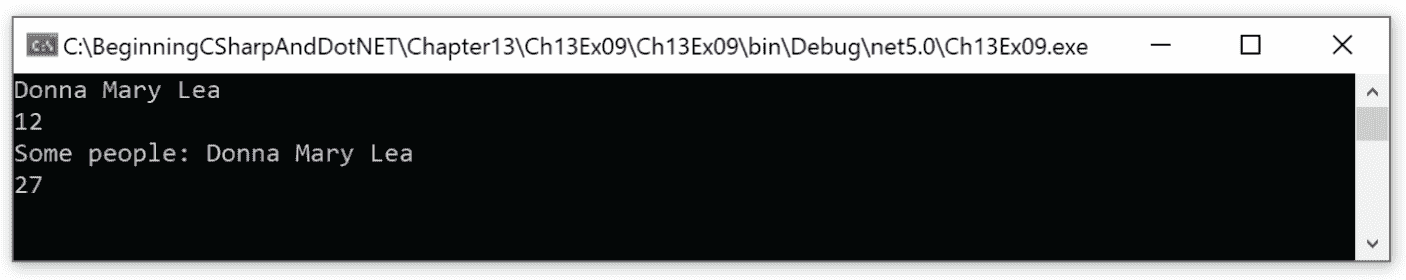 C:\BeginningCSharpAndDotNET\Chapter13\Ch13Ex09\Ch13Ex09\bin\Debug\net5.0\Ch13Ex09.exe
Donna Mary Lea
12
Some people: Donna Mary Lea
27